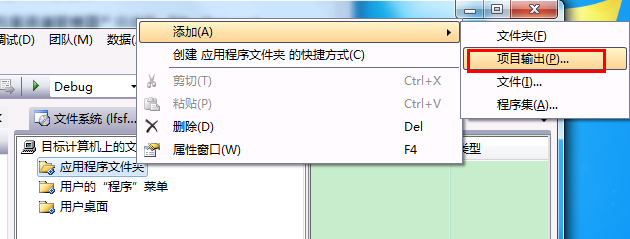 调试(D) 团队(M) 数据
Debug
文件系统 (lfsf
目标计算机上的文
应用程序文件夹
用户的“程序”菜单
用户桌面
类型
添加(A)
创建 应用程序文件夹 的快捷方式(C)
剪切(T) Ctrl+X
粘贴(P) Ctrl+V
删除(D) Del
属性窗口(W) F4
文件夹(F)
项目输出(P)...
文件(I)...
程序集(A)...